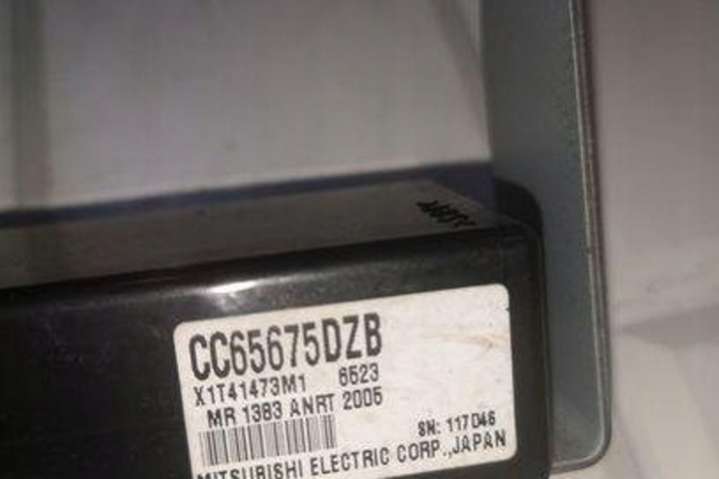 CC65675DZB
X1T41473M1 6523
MR 1383 ANRT 2005
SN: 117D46
MITSUBISHI ELECTRIC CORP.,JAPAN